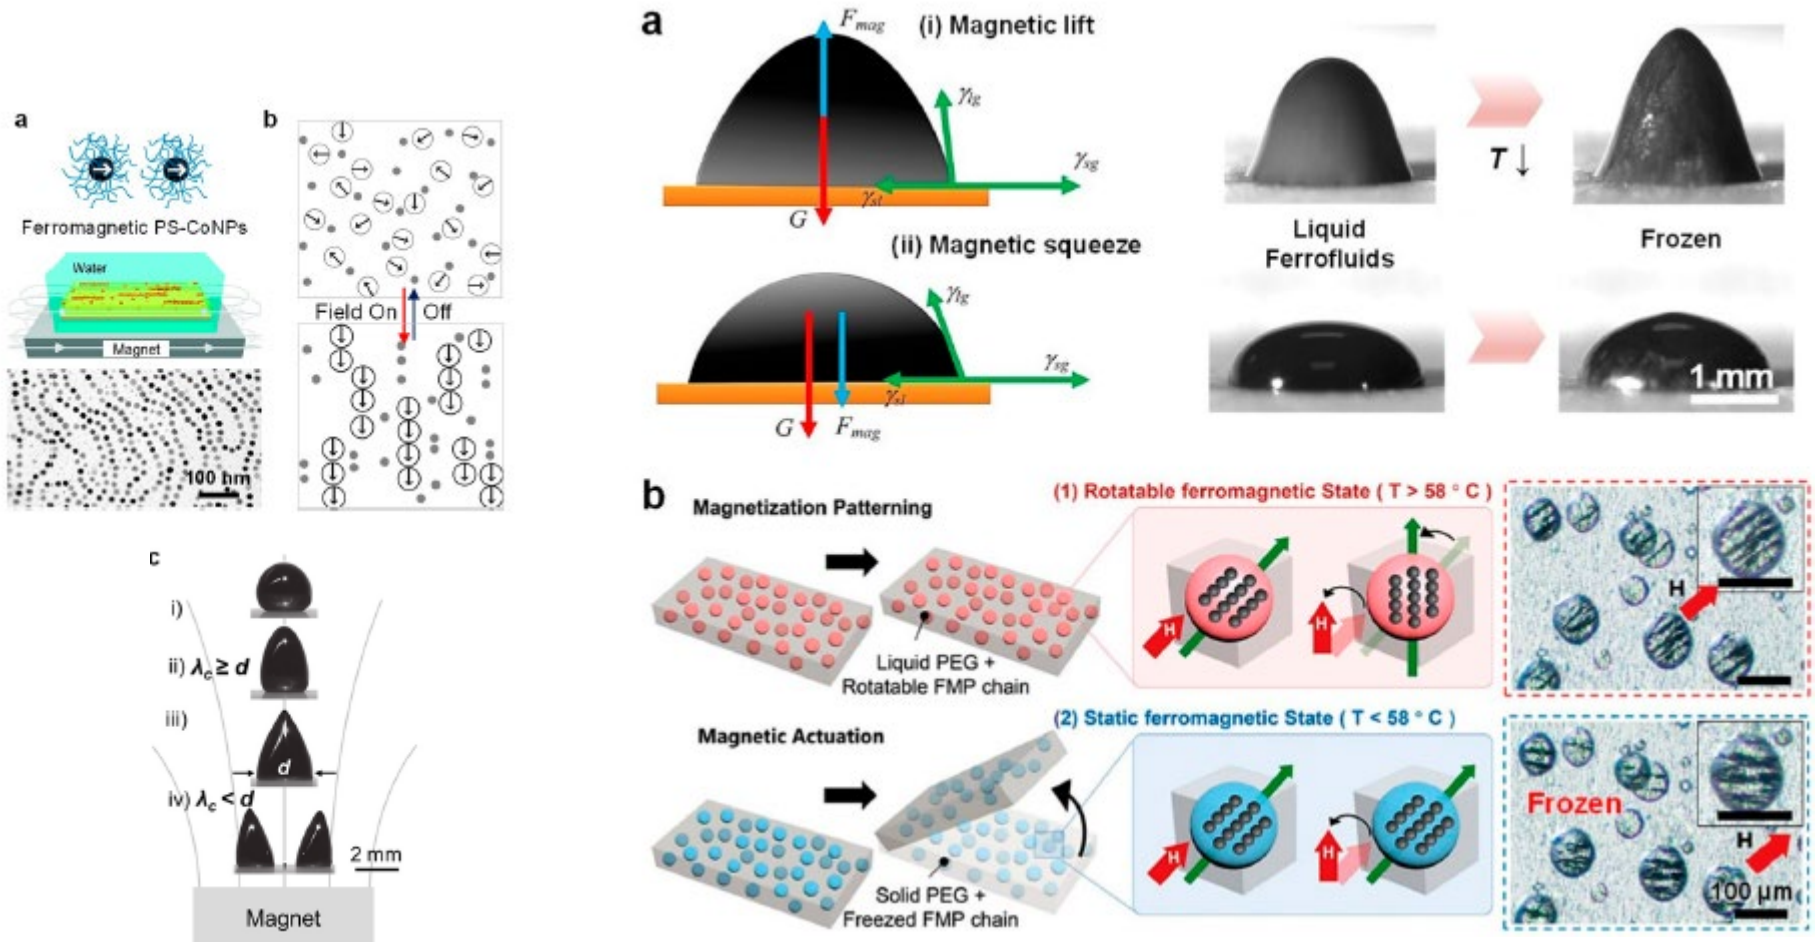 a
Ferromagnetic PS-CoNPs
Water
Magnet
100 nm
b
Field On
Off
c
i)
ii) λc ≥ d
iii)
d
iv) λc < d
2 mm
Magnet
a
Fmag
(i) Magnetic lift
γlg
γsg
γsl
G
(ii) Magnetic squeeze
γlg
γsg
γsl
G
Fmag
T ↓
Liquid
Ferrofluids
Frozen
1 mm
b
Magnetization Patterning
(1) Rotatable ferromagnetic State ( T > 58 ° C )
H
H
H
Liquid PEG +
Rotatable FMP chain
Magnetic Actuation
(2) Static ferromagnetic State ( T < 58 ° C )
H
H
Frozen
H
Solid PEG +
Freezed FMP chain
100 μm